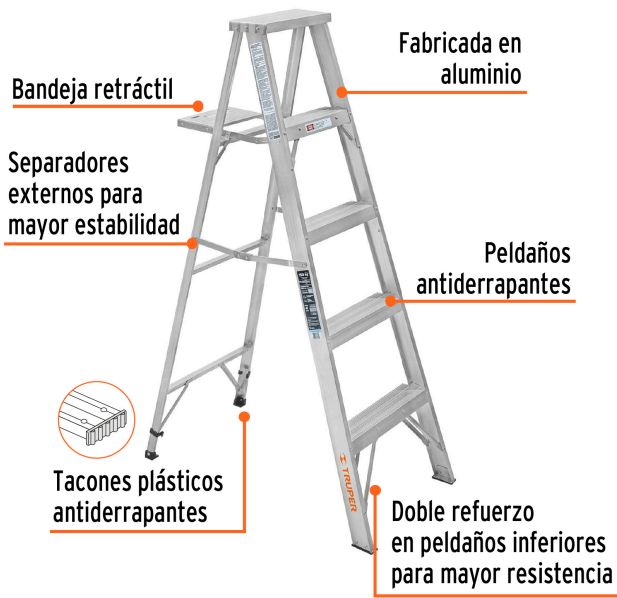 Fabricada en
aluminio
Bandeja retráctil
Separadores
externos para
mayor estabilidad
Peldaños
antiderrapantes
Tacones plásticos
antiderrapantes
TRUPER
Doble refuerzo
en peldaños inferiores
para mayor resistencia